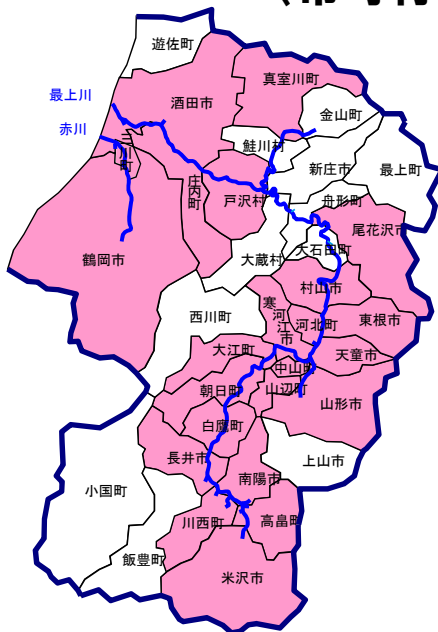 遊佐町
真室川町
最上川
酒田市
金山町
赤川
三川町
鮭川村
新庄市
最上町
庄内町
戸沢村
舟形町
尾花沢市
大石田町
大蔵村
鶴岡市
村山市
西川町
寒河江市
河北町
東根市
大江町
天童市
中山町
朝日町
山辺町
山形市
白鷹町
長井市
上山市
南陽市
小国町
川西町
高畠町
飯豊町
米沢市